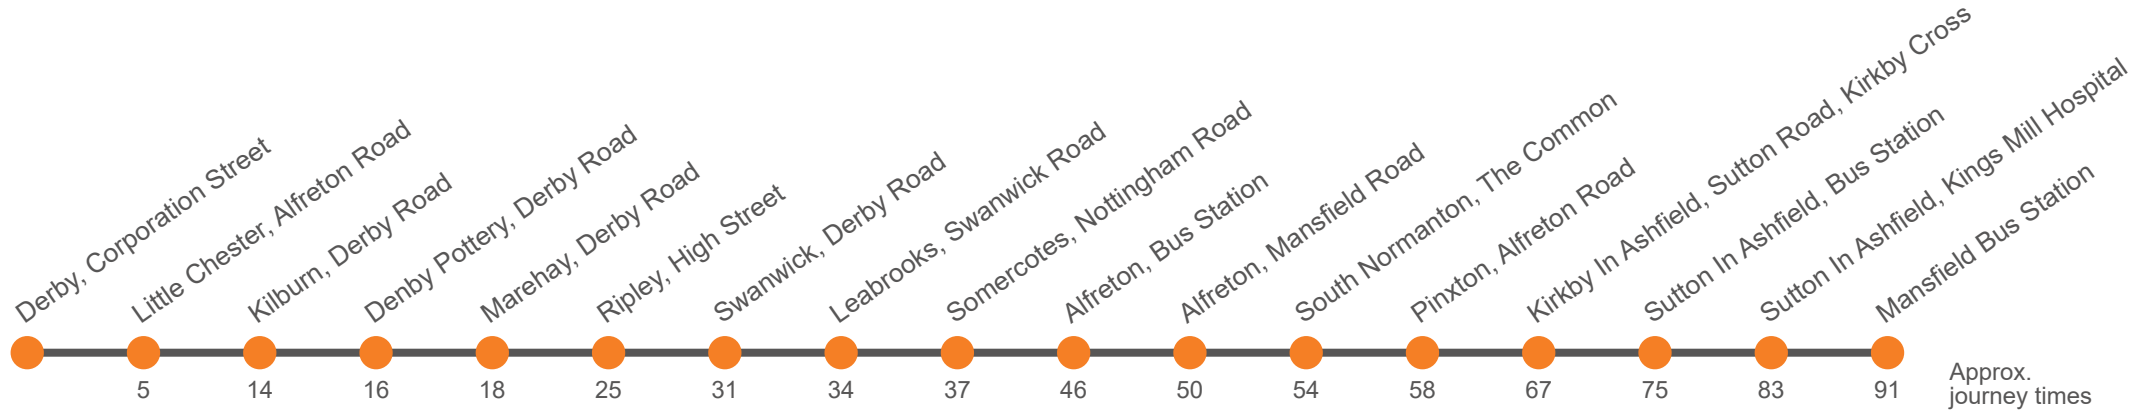 Derby, Corporation Street
Little Chester, Alfreton Road
Kilburn, Derby Road
Denby Pottery, Derby Road
Marehay, Derby Road
Ripley, High Street
Swanwick, Derby Road
Leabrooks, Swanwick Road
Somercotes, Nottingham Road
Alfreton, Bus Station
Alfreton, Mansfield Road
South Normanton, The Common
Pinxton, Alfreton Road
Kirkby In Ashfield, Sutton Road, Kirkby Cross
Sutton In Ashfield, Bus Station
Sutton In Ashfield, Kings Mill Hospital
Mansfield Bus Station
5 14 16 18 25 31 34 37 46 50 54 58 67 75 83 91
Approx.
journey times